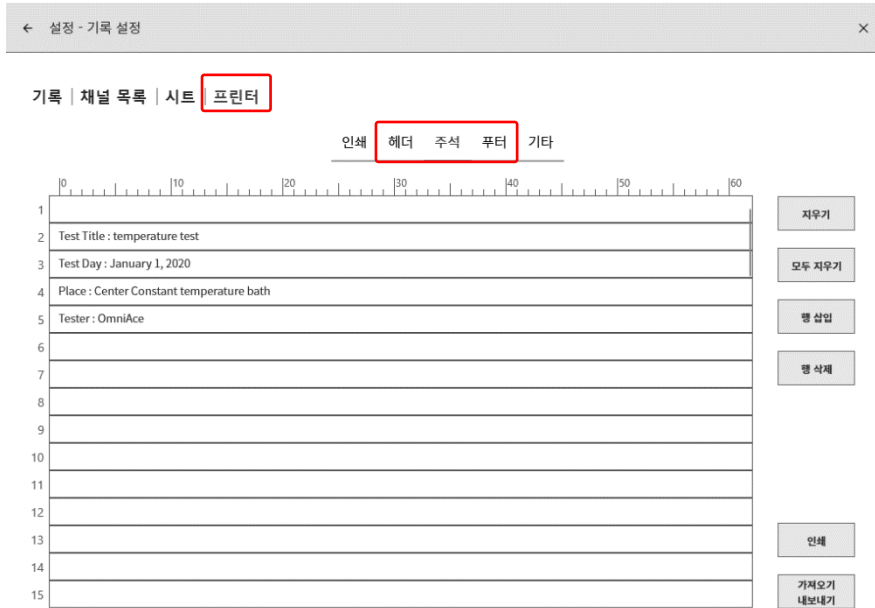 ← 설정 - 기록 설정 ×
기록 | 채널 목록 | 시트 | 프린터
인쇄 헤더 주석 푸터 기타
0 10 20 30 40 50 60
1
지우기
2 Test Title : temperature test
3 Test Day : January 1, 2020
모두 지우기
4 Place : Center Constant temperature bath
5 Tester : OmniAce
행 삽입
6
7
행 삭제
8
9
10
11
12
13
인쇄
14
15
가져오기
내보내기